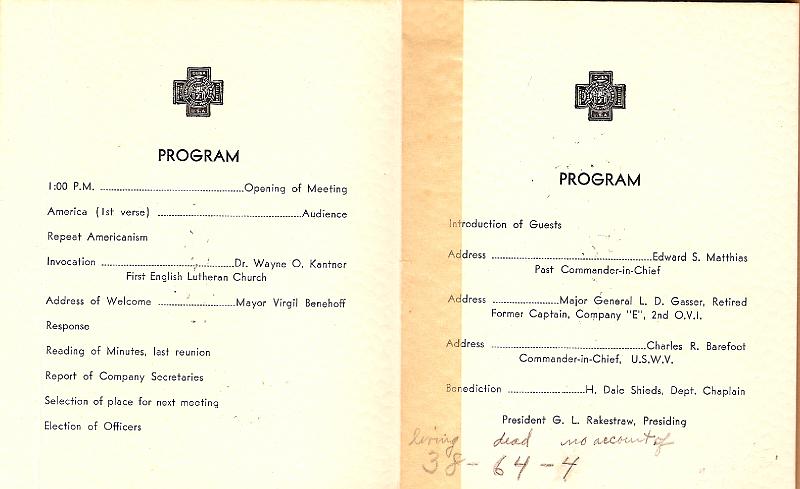 PROGRAM
1:00 P.M. ........................................Opening of Meeting
America (1st verse) ........................................Audience
Repeat Americanism
Invocation ........................................Dr. Wayne O. Kantner
First English Lutheran Church
Address of Welcome ......................Mayor Virgil Benehoff
Response
Reading of Minutes, last reunion
Report of Company Secretaries
Selection of place for next meeting
Election of Officers
PROGRAM
Introduction of Guests
Address ........................................Edward S. Matthias
Past Commander-in-Chief
Address ..................Major General L. D. Gasser, Retired
Former Captain, Company "E", 2nd O.V.I.
Address ........................................Charles R. Barefoot
Commander-in-Chief, U.S.W.V.
Benediction ......................H. Dale Shields, Dept. Chaplain
President G. L. Rakestraw, Presiding
living dead no account of
38 - 64 - 4